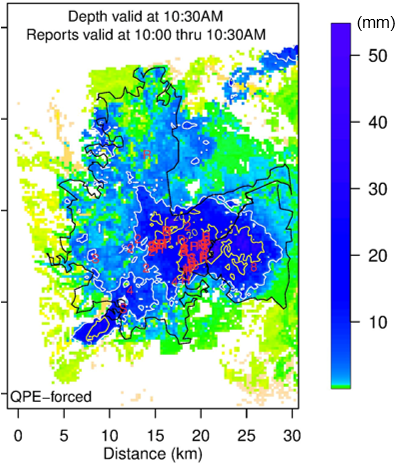 Depth valid at 10:30AM
Reports valid at 10:00 thru 10:30AM
(mm)
50
40
30
20
10
QPE−forced
0 5 10 15 20 25 30
Distance (km)